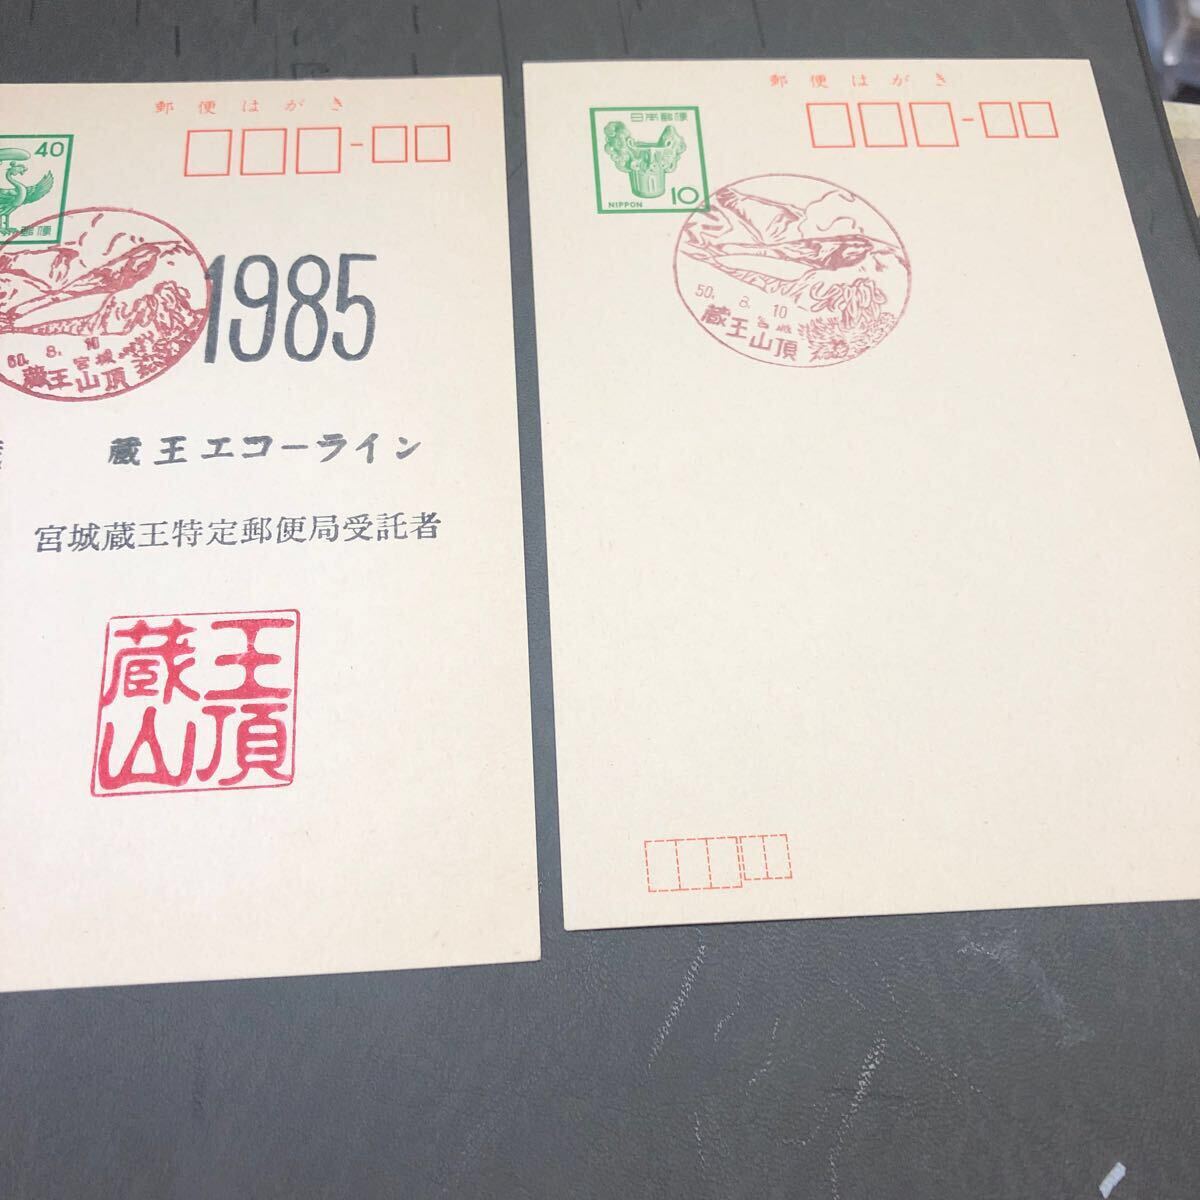 郵便はがき
40
郵便
60. 8. 10
宮城
蔵王山頂
1985
蔵王エコーライン
宮城蔵王特定郵便局受託者
蔵王
山頂
郵便はがき
日本郵便
NIPPON 10
50. 8. 10
宮城
蔵王山頂